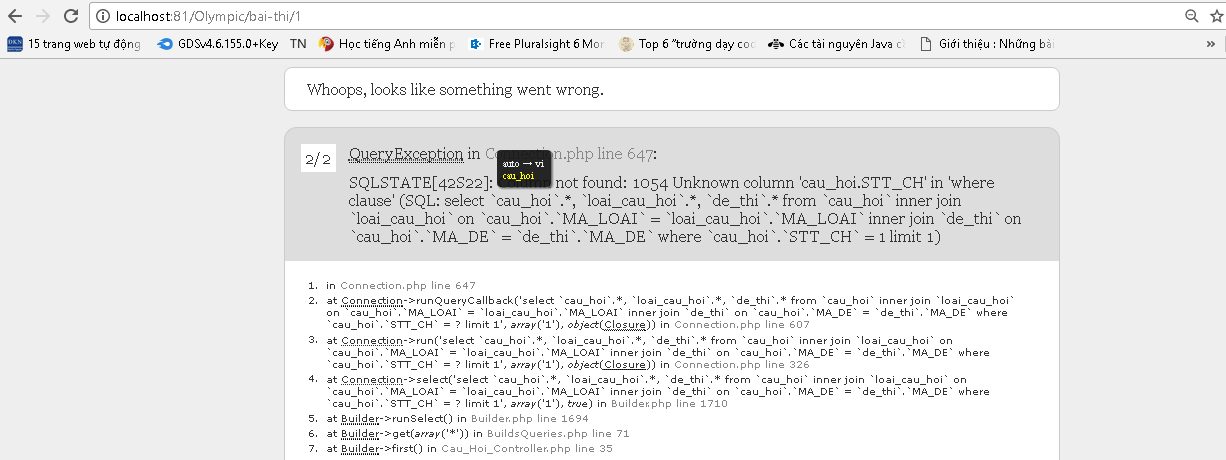 localhost:81/Olympic/bai-thi/1
15 trang web tự động GDSv4.6.155.0+Key TN Học tiếng Anh miễn p Free Pluralsight 6 Mon Top 6 "trường dạy coc Các tài nguyên Java cầ Giới thiệu : Những bài »
Whoops, looks like something went wrong.
2/2 QueryException in Connection.php line 647:
auto → vi
cau_hoi
SQLSTATE[42S22]: not found: 1054 Unknown column 'cau_hoi.STT_CH' in 'where
clause' (SQL: select `cau_hoi`.*, `loai_cau_hoi`.*, `de_thi`.* from `cau_hoi` inner join
`loai_cau_hoi` on `cau_hoi`.`MA_LOAI` = `loai_cau_hoi`.`MA_LOAI` inner join `de_thi` on
`cau_hoi`.`MA_DE` = `de_thi`.`MA_DE` where `cau_hoi`.`STT_CH` = 1 limit 1)
1. in Connection.php line 647
2. at Connection->runQueryCallback('select `cau_hoi`.*, `loai_cau_hoi`.*, `de_thi`.* from `cau_hoi` inner join `loai_cau_hoi`
on `cau_hoi`.`MA_LOAI` = `loai_cau_hoi`.`MA_LOAI` inner join `de_thi` on `cau_hoi`.`MA_DE` = `de_thi`.`MA_DE` where
`cau_hoi`.`STT_CH` = ? limit 1', array('1'), object(Closure)) in Connection.php line 607
3. at Connection->run('select `cau_hoi`.*, `loai_cau_hoi`.*, `de_thi`.* from `cau_hoi` inner join `loai_cau_hoi` on
`cau_hoi`.`MA_LOAI` = `loai_cau_hoi`.`MA_LOAI` inner join `de_thi` on `cau_hoi`.`MA_DE` = `de_thi`.`MA_DE` where
`cau_hoi`.`STT_CH` = ? limit 1', array('1'), object(Closure)) in Connection.php line 326
4. at Connection->select('select `cau_hoi`.*, `loai_cau_hoi`.*, `de_thi`.* from `cau_hoi` inner join `loai_cau_hoi` on
`cau_hoi`.`MA_LOAI` = `loai_cau_hoi`.`MA_LOAI` inner join `de_thi` on `cau_hoi`.`MA_DE` = `de_thi`.`MA_DE` where
`cau_hoi`.`STT_CH` = ? limit 1', array('1'), true) in Builder.php line 1710
5. at Builder->runSelect() in Builder.php line 1694
6. at Builder->get(array('*')) in BuildsQueries.php line 71
7. at Builder->first() in Cau_Hoi_Controller.php line 35